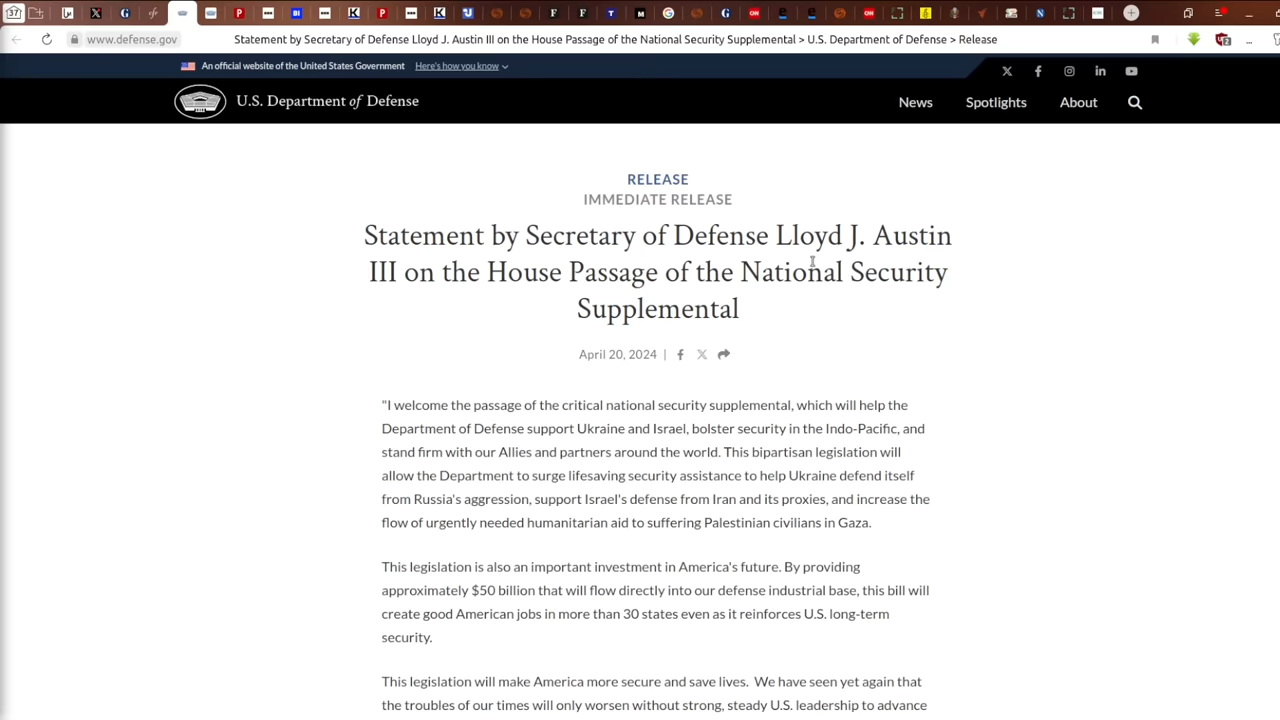 37
www.defense.gov
Statement by Secretary of Defense Lloyd J. Austin III on the House Passage of the National Security Supplemental > U.S. Department of Defense > Release
An official website of the United States Government Here's how you know
U.S. Department of Defense
News Spotlights About
RELEASE
IMMEDIATE RELEASE
Statement by Secretary of Defense Lloyd J. Austin
III on the House Passage of the National Security
Supplemental
April 20, 2024 |
"I welcome the passage of the critical national security supplemental, which will help the
Department of Defense support Ukraine and Israel, bolster security in the Indo-Pacific, and
stand firm with our Allies and partners around the world. This bipartisan legislation will
allow the Department to surge lifesaving security assistance to help Ukraine defend itself
from Russia's aggression, support Israel's defense from Iran and its proxies, and increase the
flow of urgently needed humanitarian aid to suffering Palestinian civilians in Gaza.
This legislation is also an important investment in America's future. By providing
approximately $50 billion that will flow directly into our defense industrial base, this bill will
create good American jobs in more than 30 states even as it reinforces U.S. long-term
security.
This legislation will make America more secure and save lives.  We have seen yet again that
the troubles of our times will only worsen without strong, steady U.S. leadership to advance